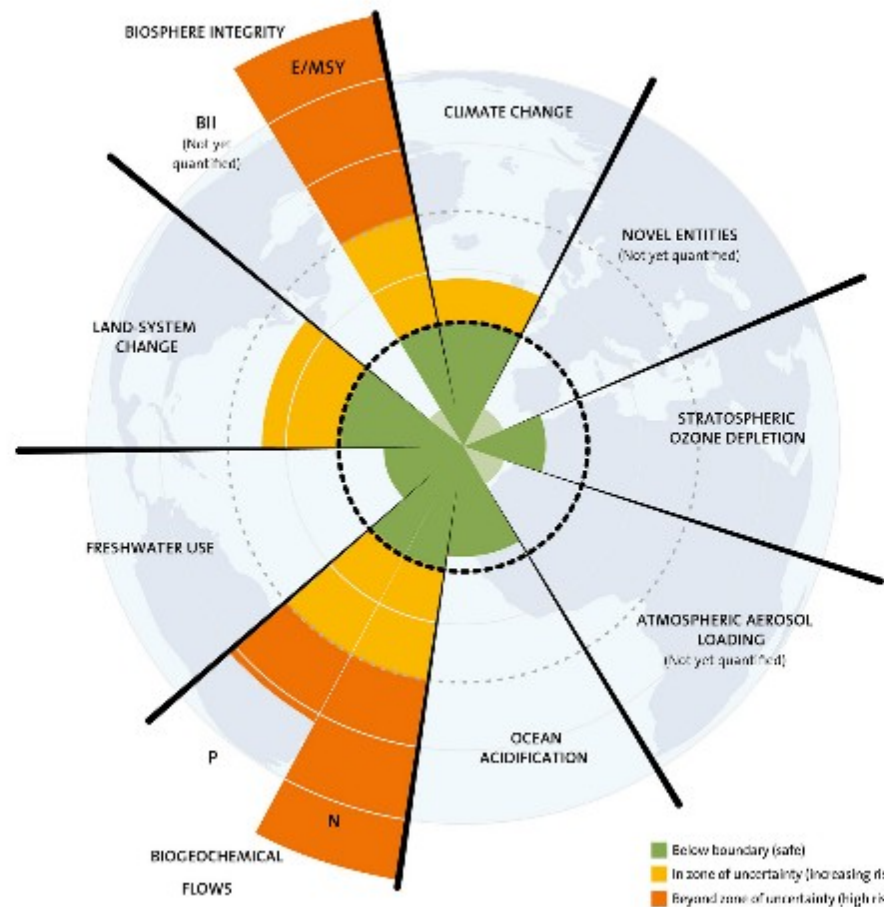 BIOSPHERE INTEGRITY
E/MSY
BII
(Not yet
quantified)
CLIMATE CHANGE
NOVEL ENTITIES
(Not yet quantified)
LAND-SYSTEM
CHANGE
STRATOSPHERIC
OZONE DEPLETION
FRESHWATER USE
ATMOSPHERIC AEROSOL
LOADING
(Not yet quantified)
OCEAN
ACIDIFICATION
P
N
BIOGEOCHEMICAL
FLOWS
Below boundary (safe)
In zone of uncertainty (increasing ris
Beyond zone of uncertainty (high ris